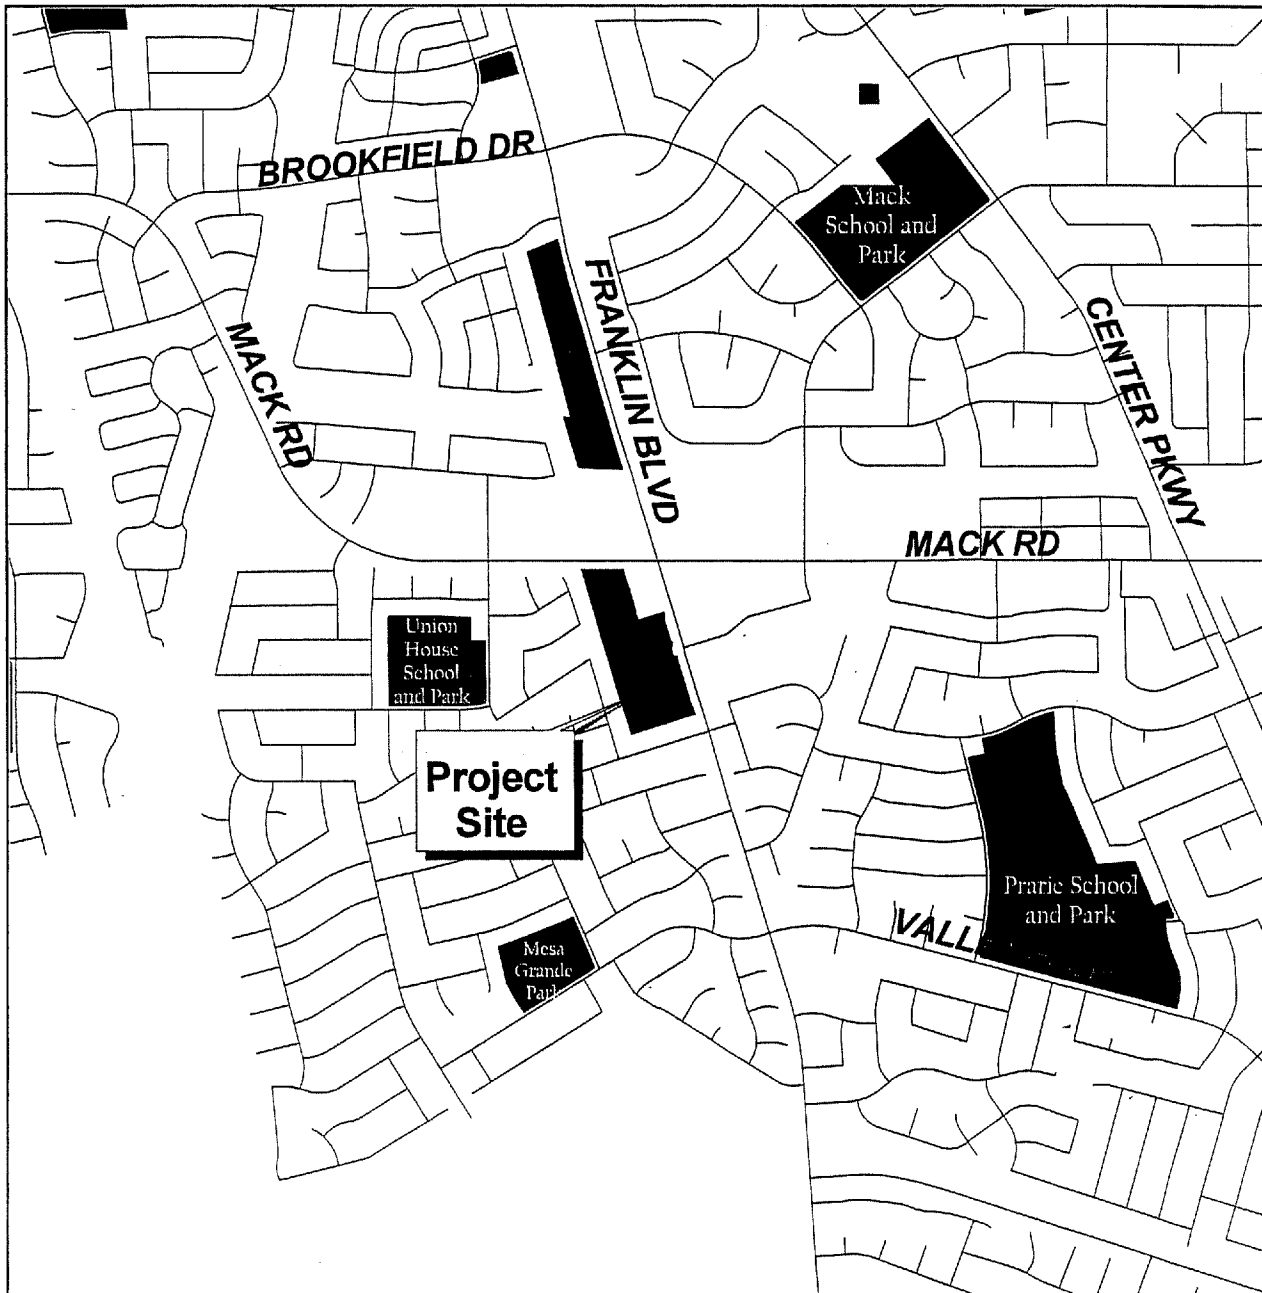 BROOKFIELD DR
Mack
School and
Park
FRANKLIN BLVD
CENTER PKWY
MACK RD
MACK RD
Union
House
School
and Park
Project
Site
Prarie School
and Park
VALL
Mesa
Grande
Park